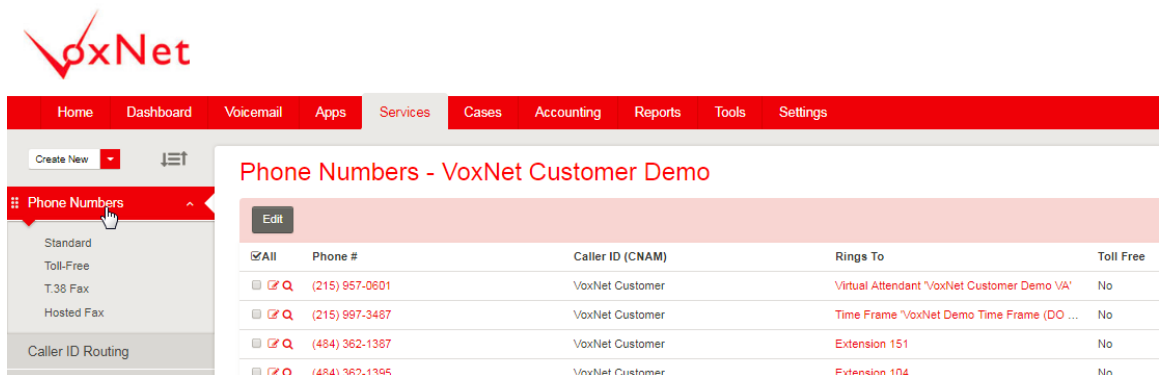 VoxNet
Home Dashboard Voicemail Apps Services Cases Accounting Reports Tools Settings
Create New
Phone Numbers - VoxNet Customer Demo
Phone Numbers
Edit
Standard
All Phone # Caller ID (CNAM) Rings To Toll Free
Toll-Free
(215) 957-0601 VoxNet Customer Virtual Attendant 'VoxNet Customer Demo VA' No
T.38 Fax
Hosted Fax
(215) 997-3487 VoxNet Customer Time Frame 'VoxNet Demo Time Frame (DO ... No
Caller ID Routing
(484) 362-1387 VoxNet Customer Extension 151 No
(484) 362-1395 VoxNet Customer Extension 104 No